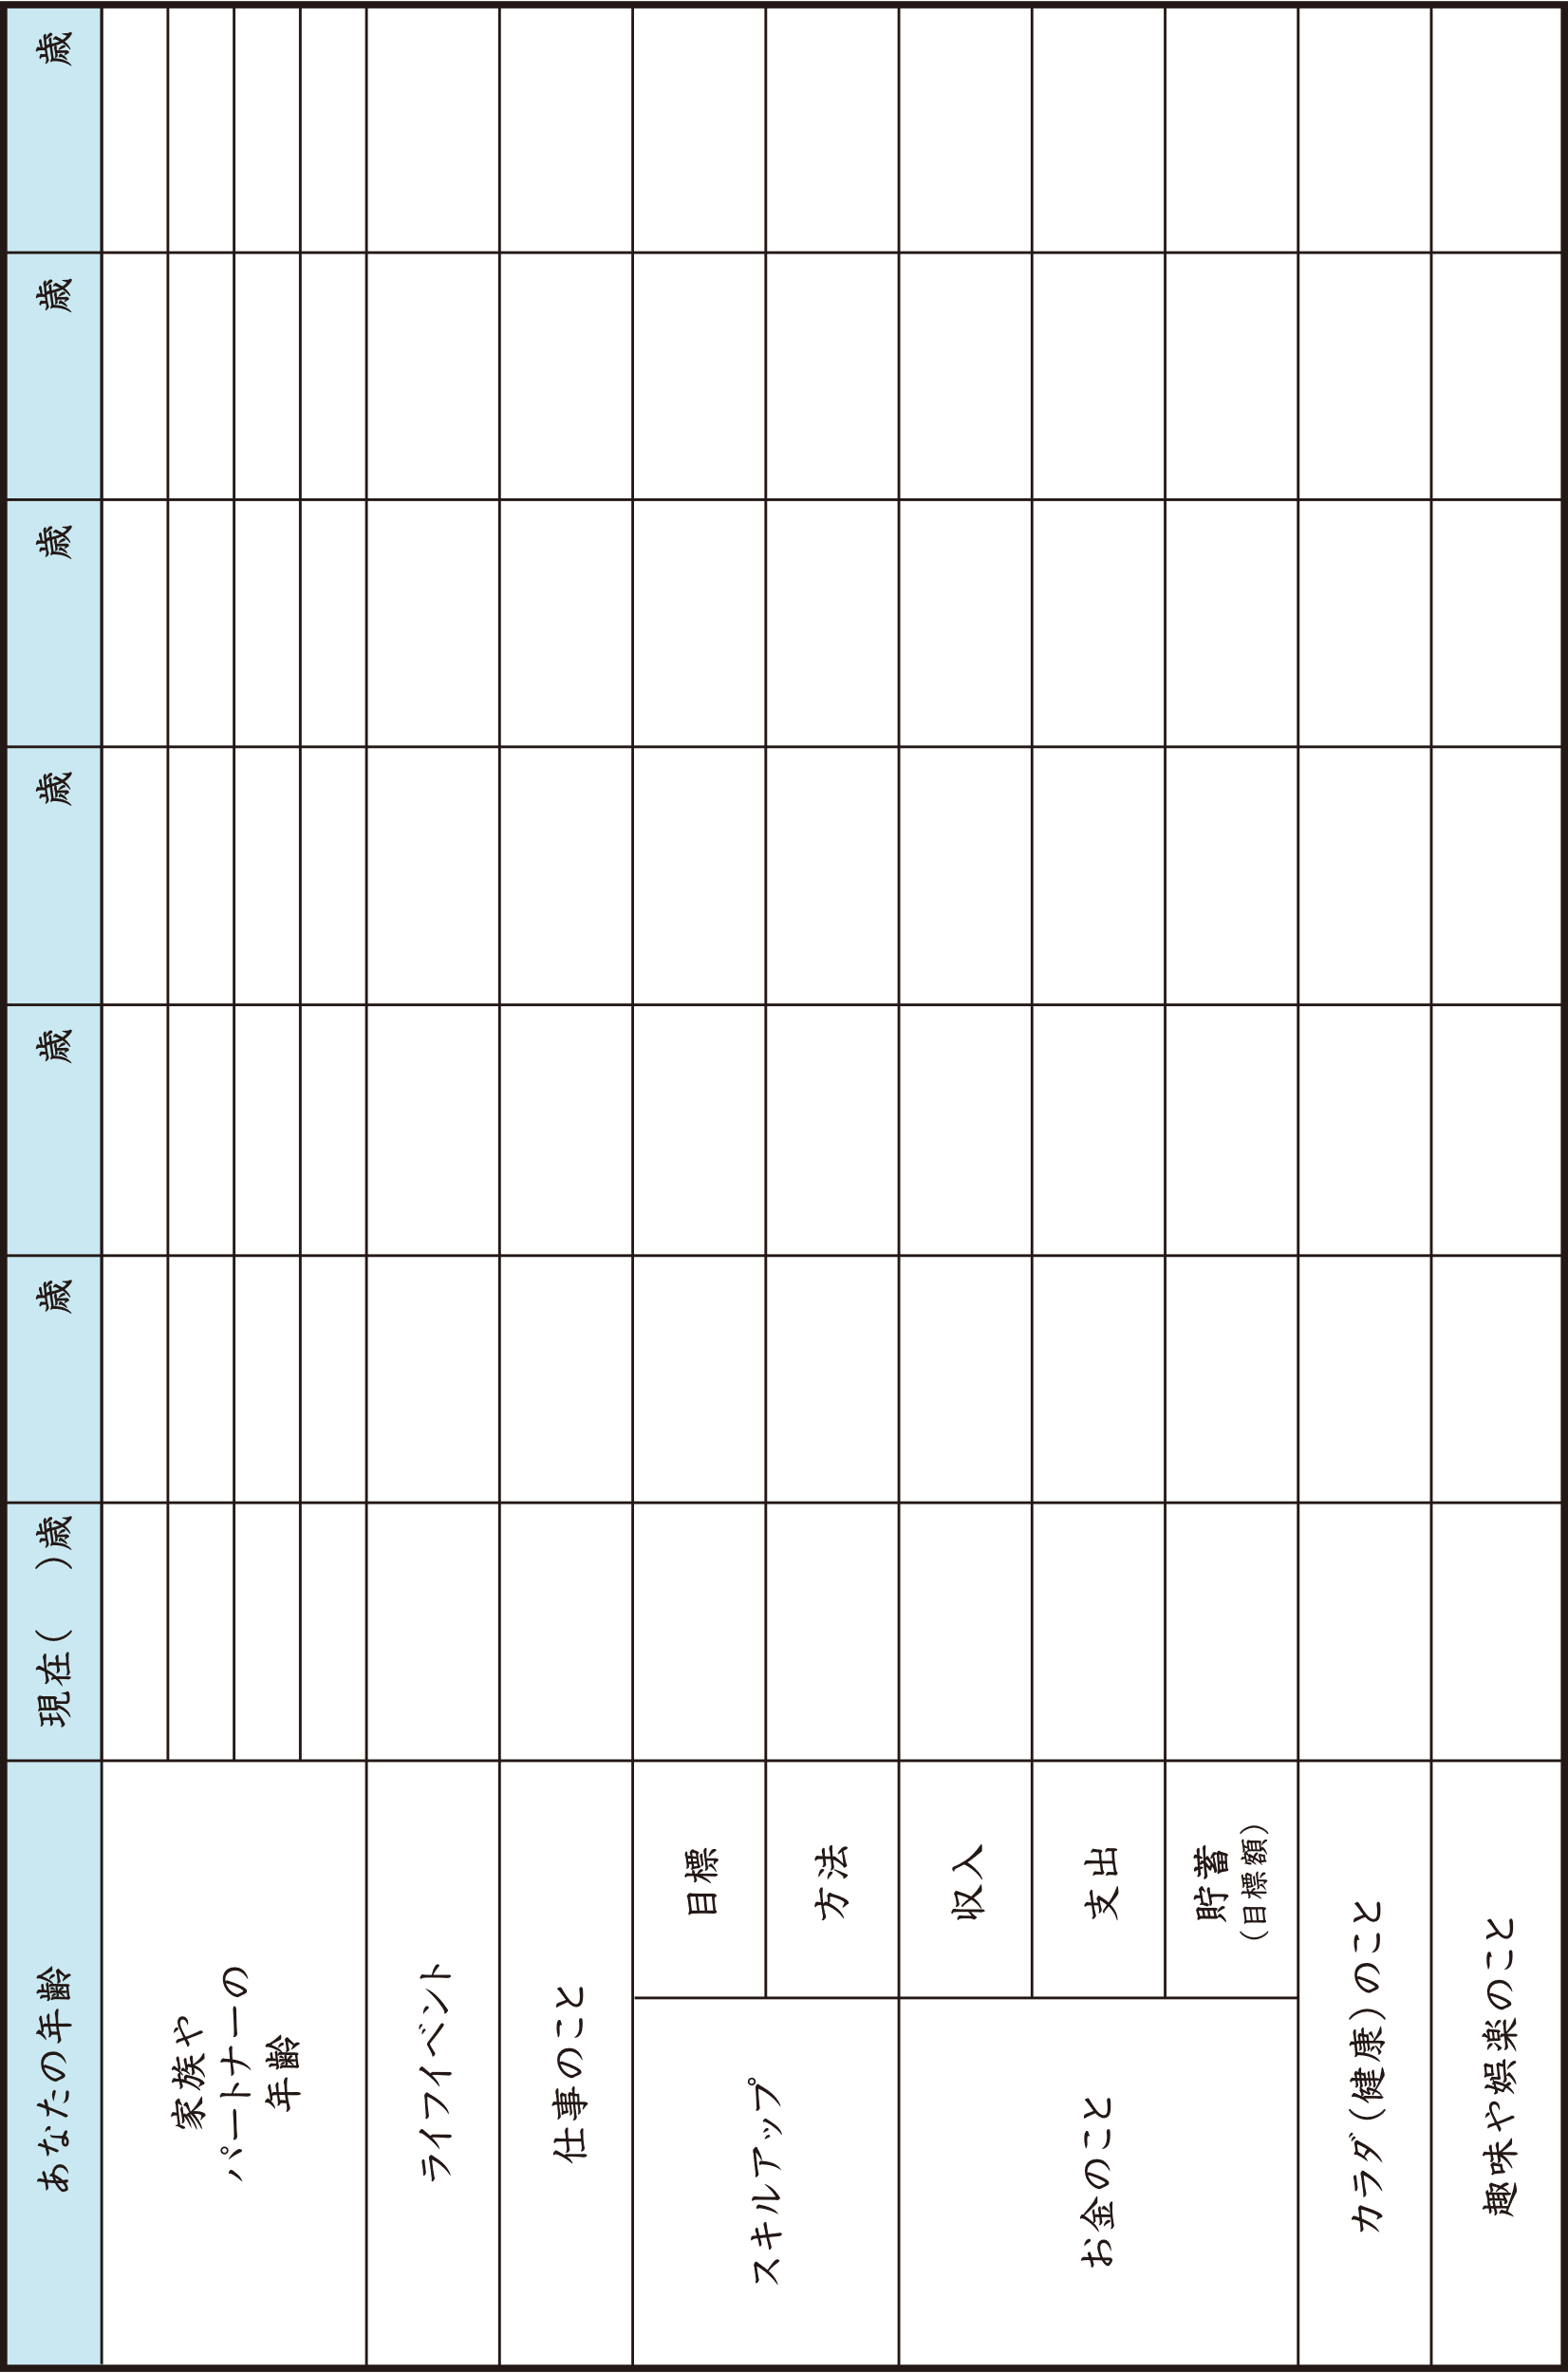 あなたの年齢
現在(　　)歳
歳
歳
歳
歳
歳
歳
家族や
パートナーの
年齢
ライフイベント
仕事のこと
スキルアップ
目標
方法
お金のこと
収入
支出
貯蓄
(目標額)
カラダ(健康)のこと
趣味や娯楽のこと